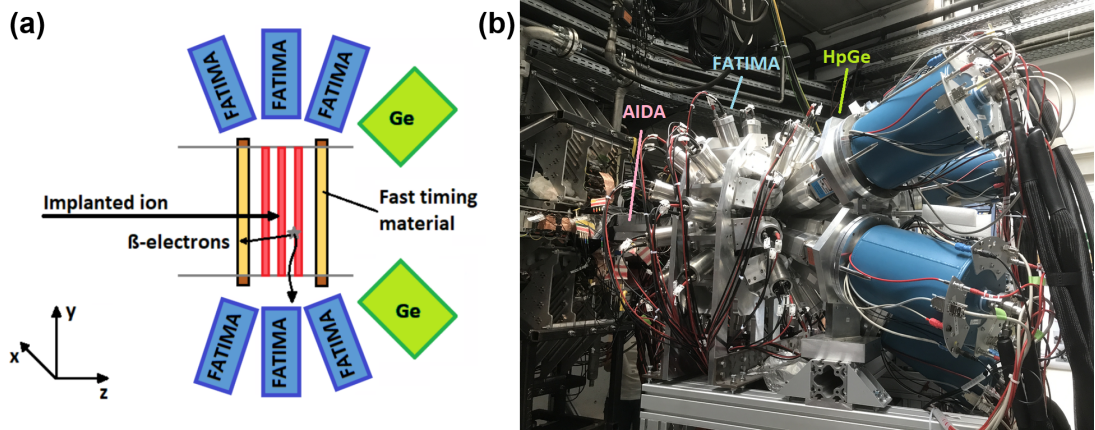 (a)
FATIMA
FATIMA
FATIMA
Ge
Implanted ion
Fast timing
material
ß-electrons
Ge
FATIMA
FATIMA
FATIMA
y
x
z
(b)
FATIMA
HpGe
AIDA